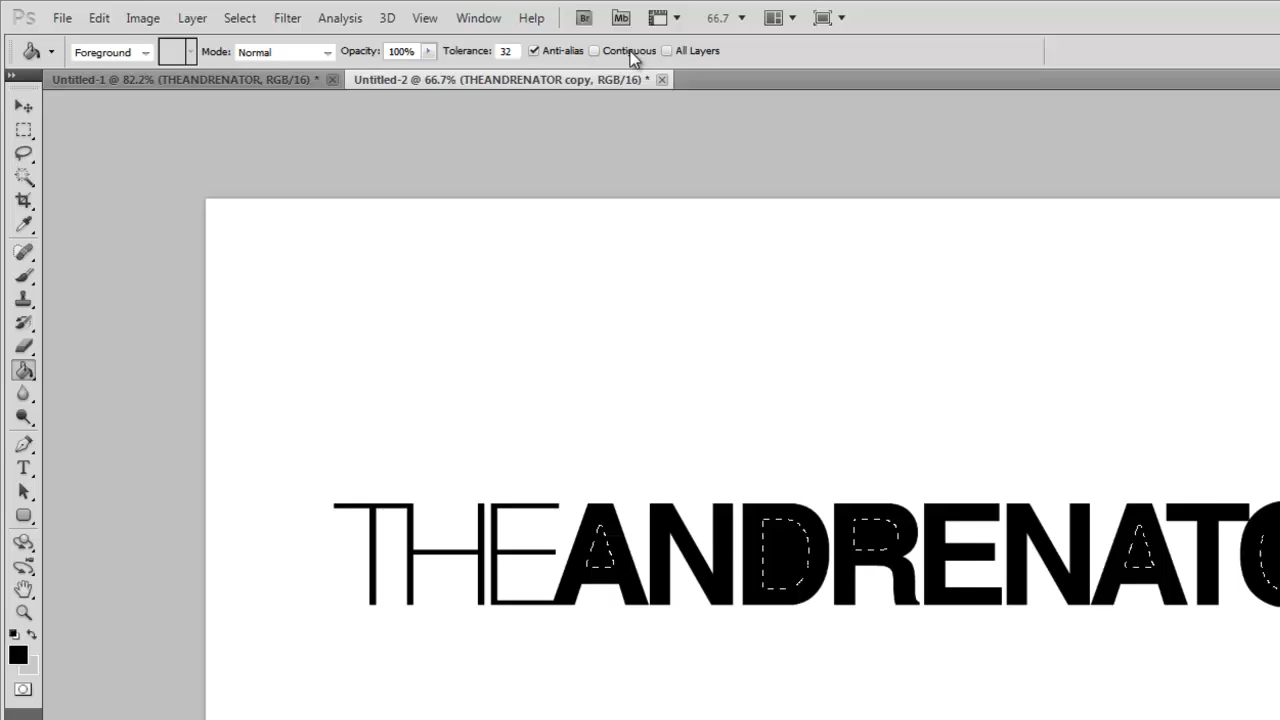 Ps File Edit Image Layer Select Filter Analysis 3D View Window Help Br Mb 66.7
Foreground Mode: Normal Opacity: 100% Tolerance: 32 Anti-alias Continuous All Layers
Untitled-1 @ 82.2% (THEANDRENATOR, RGB/16) * Untitled-2 @ 66.7% (THEANDRENATOR copy, RGB/16) *
T
THEANDRENATO